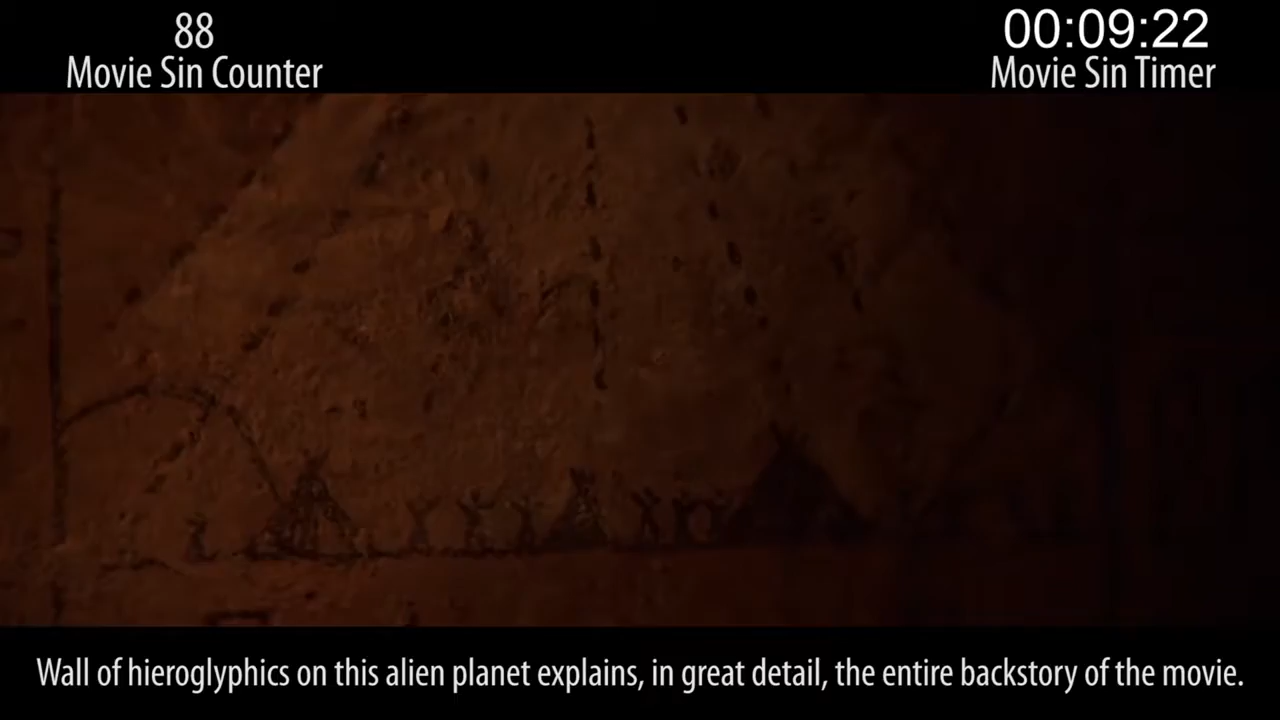 88
Movie Sin Counter
00:09:22
Movie Sin Timer
Wall of hieroglyphics on this alien planet explains, in great detail, the entire backstory of the movie.